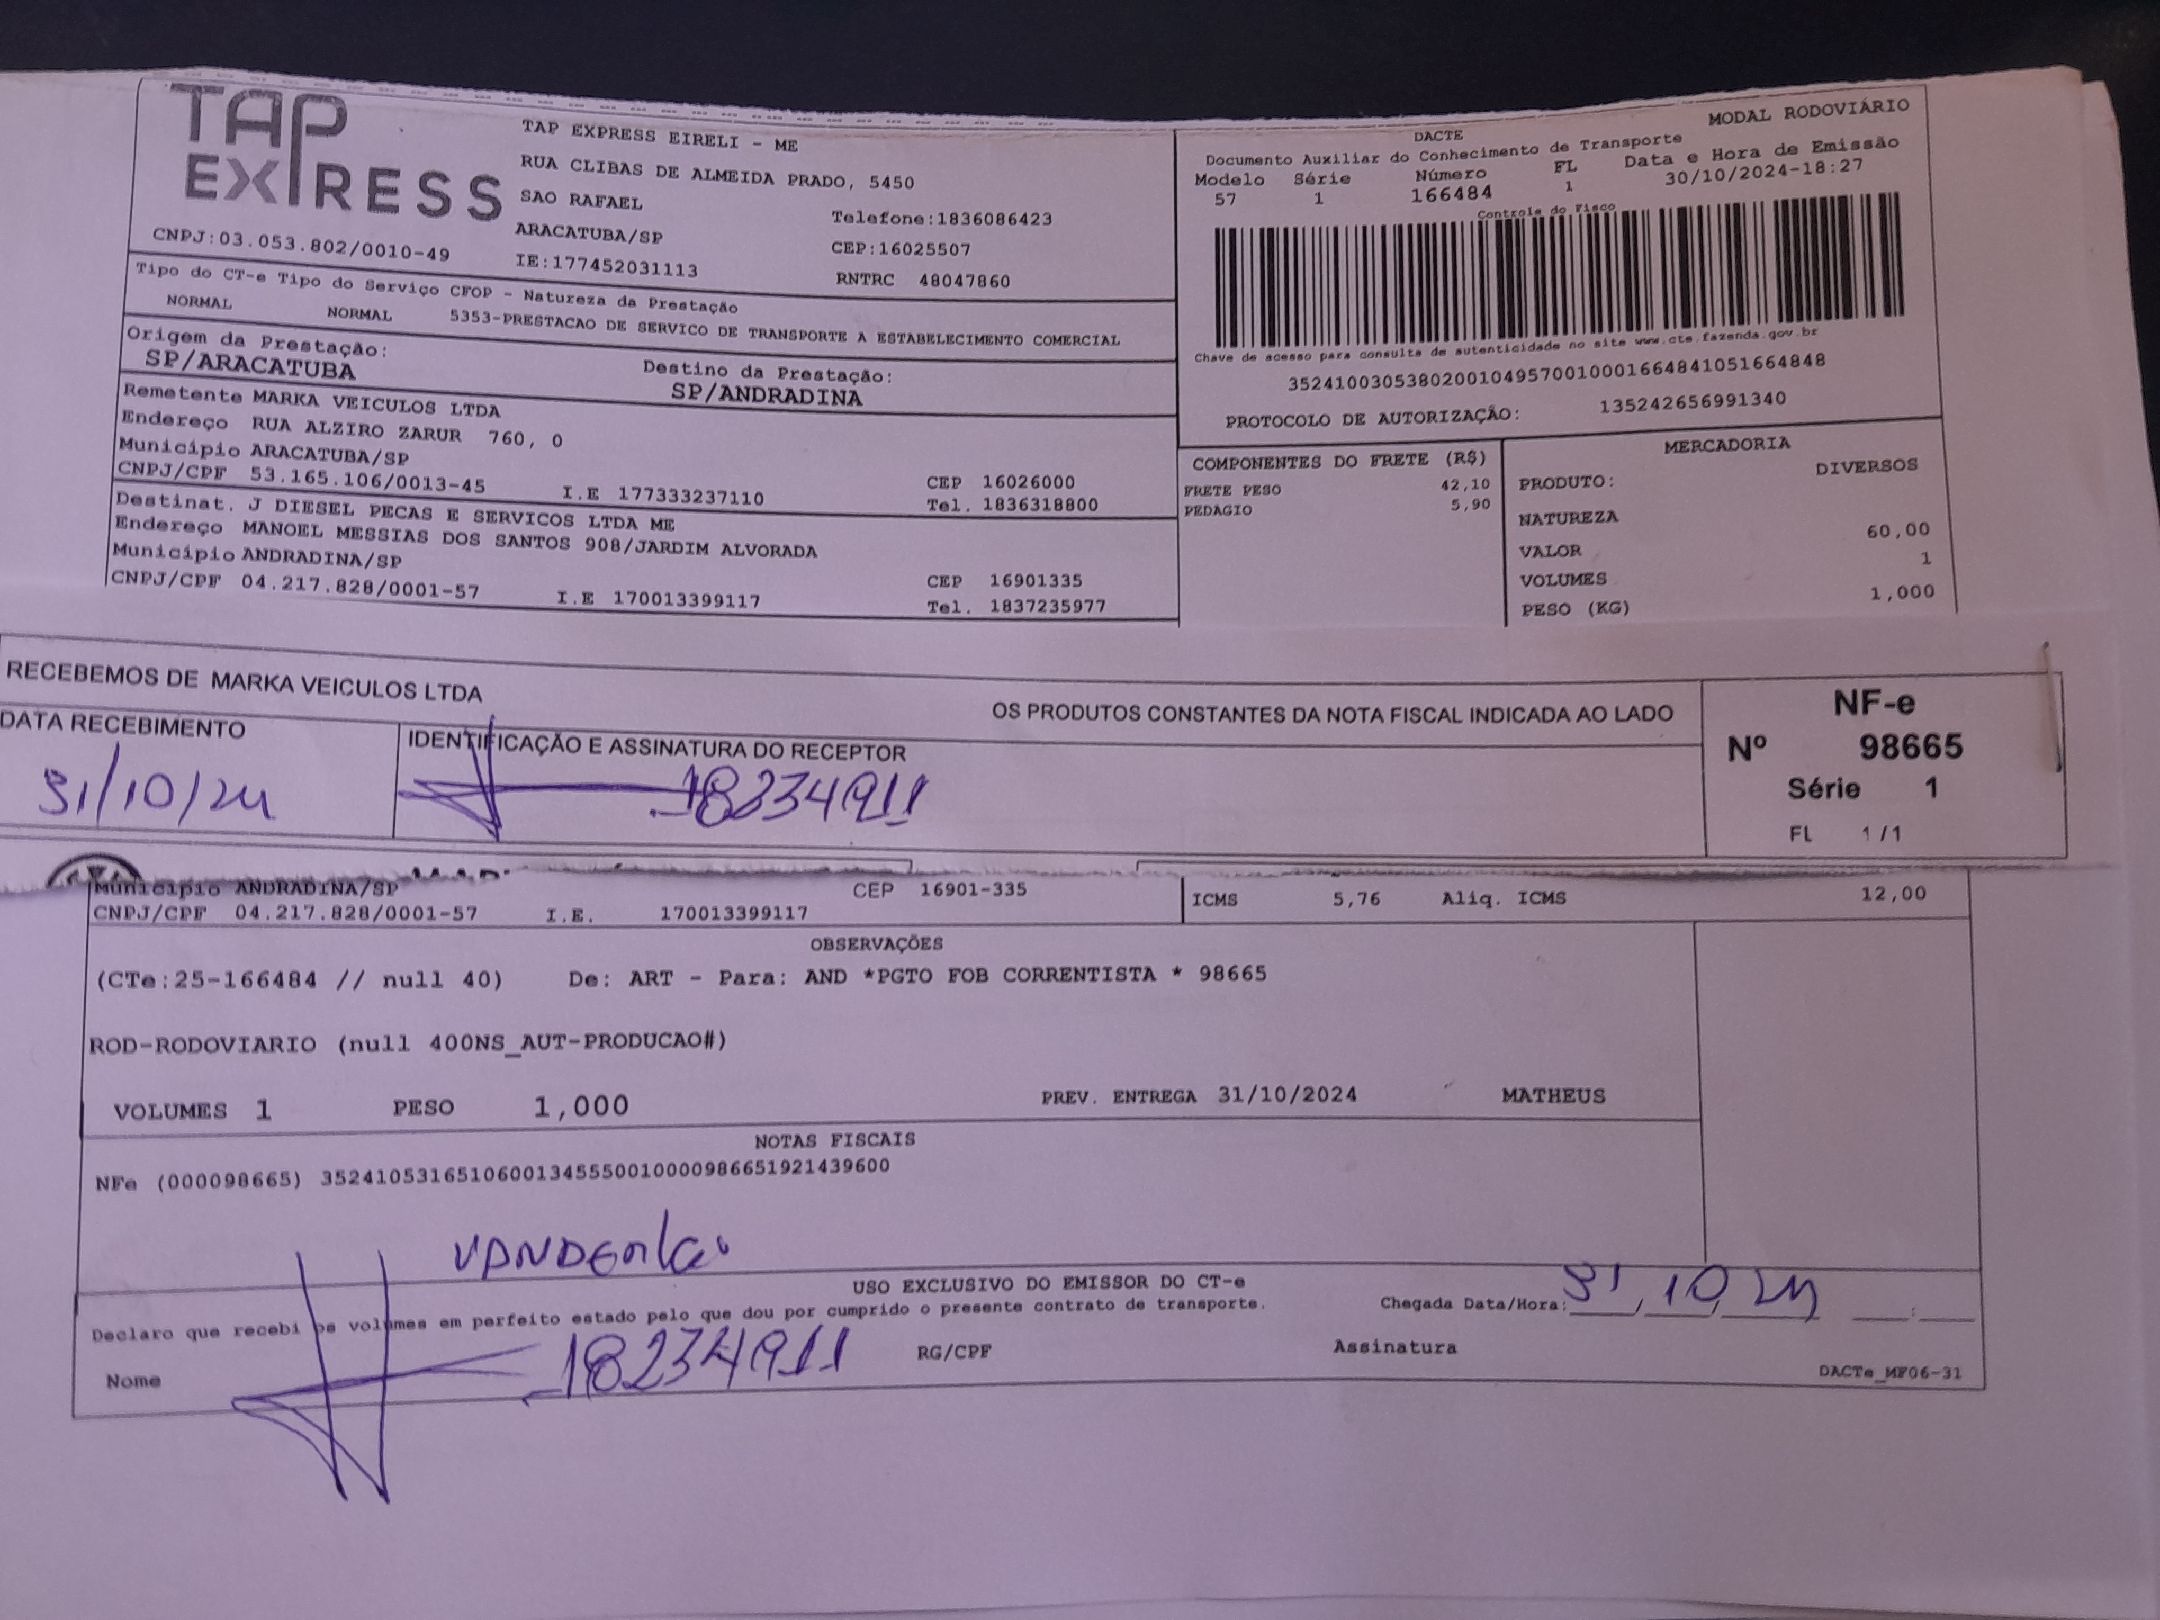 TAP EXPRESS
CNPJ:03.053.802/0010-49
TAP EXPRESS EIRELI - ME
RUA CLIBAS DE ALMEIDA PRADO, 5450
SAO RAFAEL
ARACATUBA/SP
IE:177452031113
Telefone:1836086423
CEP:16025507
RNTRC 48047860
MODAL RODOVIÁRIO
DACTE
Documento Auxiliar do Conhecimento de Transporte
Modelo Série Número FL Data e Hora de Emissão
57 1 166484 1 30/10/2024-18:27
Controle do Fisco
Chave de acesso para consulta de autenticidade no site www.cte.fazenda.gov.br
35241003053802001049570010001664841051664848
PROTOCOLO DE AUTORIZAÇÃO: 135242656991340
Tipo do CT-e Tipo do Serviço CFOP - Natureza da Prestação
NORMAL NORMAL 5353-PRESTACAO DE SERVICO DE TRANSPORTE A ESTABELECIMENTO COMERCIAL
Origem da Prestação: Destino da Prestação:
SP/ARACATUBA SP/ANDRADINA
Remetente MARKA VEICULOS LTDA
Endereço RUA ALZIRO ZARUR 760, 0
Município ARACATUBA/SP CEP 16026000
CNPJ/CPF 53.165.106/0013-45 I.E 177333237110 Tel. 1836318800
Destinat. J DIESEL PECAS E SERVICOS LTDA ME
Endereço MANOEL MESSIAS DOS SANTOS 908/JARDIM ALVORADA
Município ANDRADINA/SP CEP 16901335
CNPJ/CPF 04.217.828/0001-57 I.E 170013399117 Tel. 1837235977
COMPONENTES DO FRETE (R$)
FRETE PESO 42,10
PEDAGIO 5,90
MERCADORIA
PRODUTO: DIVERSOS
NATUREZA
VALOR 60,00
VOLUMES 1
PESO (KG) 1,000
RECEBEMOS DE MARKA VEICULOS LTDA OS PRODUTOS CONSTANTES DA NOTA FISCAL INDICADA AO LADO
DATA RECEBIMENTO IDENTIFICAÇÃO E ASSINATURA DO RECEPTOR
31/10/24 18234911
NF-e
Nº 98665
Série 1
FL 1/1
Município ANDRADINA/SP CEP 16901-335
CNPJ/CPF 04.217.828/0001-57 I.E. 170013399117
ICMS 5,76 Aliq. ICMS 12,00
OBSERVAÇÕES
(CTe:25-166484 // null 40) De: ART - Para: AND *PGTO FOB CORRENTISTA * 98665
ROD-RODOVIARIO (null 400NS_AUT-PRODUCAO#)
VOLUMES 1 PESO 1,000 PREV. ENTREGA 31/10/2024 MATHEUS
NOTAS FISCAIS
NFe (000098665) 35241053165106001345550010000986651921439600
VANDERLEi
USO EXCLUSIVO DO EMISSOR DO CT-e
Declaro que recebi os volumes em perfeito estado pelo que dou por cumprido o presente contrato de transporte. Chegada Data/Hora: 31/10/24 :
Nome 18234911 RG/CPF Assinatura
DACTe_MF06-31